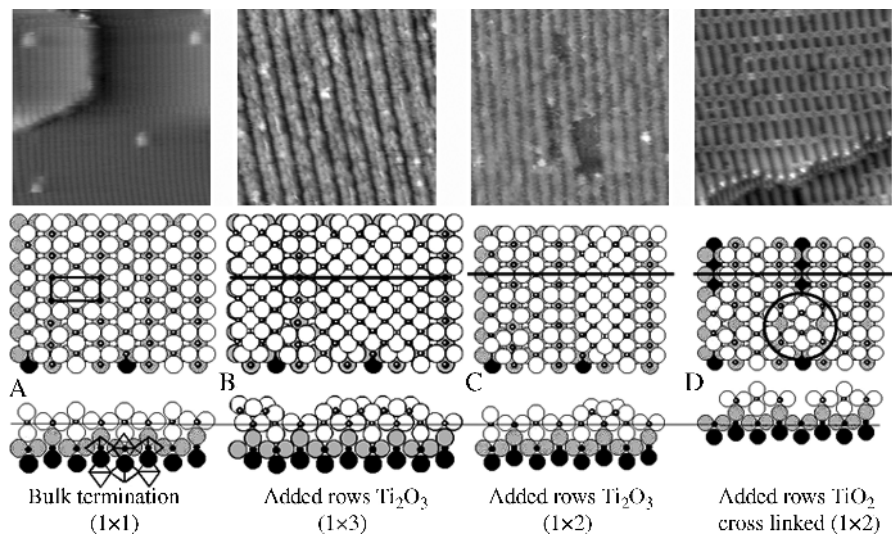 A B C D
Bulk termination
(1×1)
Added rows Ti₂O₃
(1×3)
Added rows Ti₂O₃
(1×2)
Added rows TiO₂
cross linked (1×2)